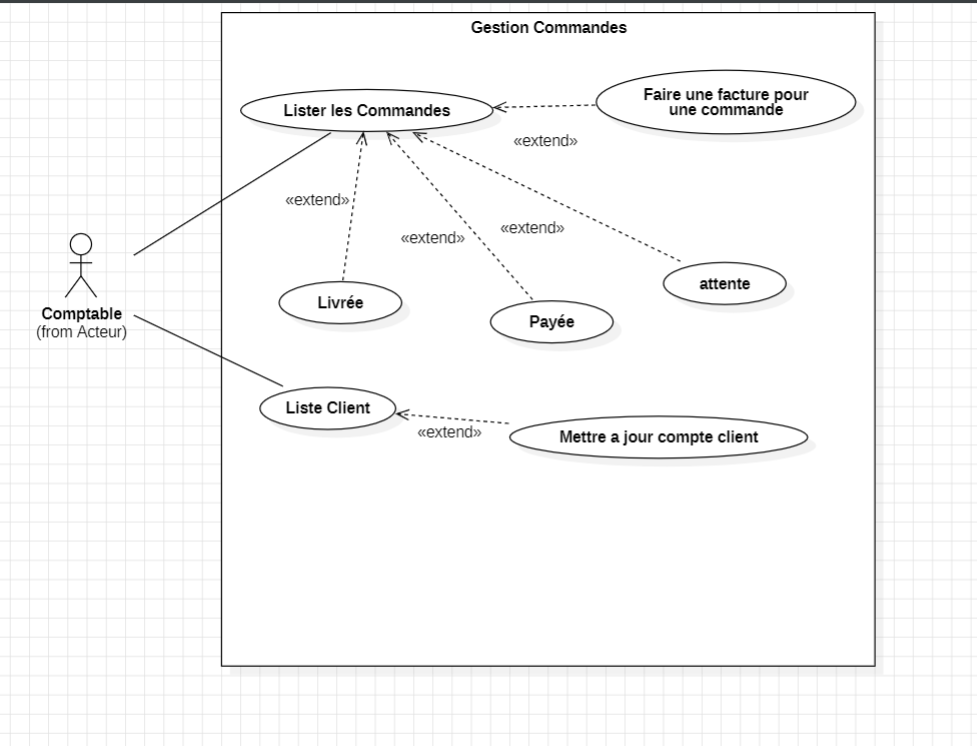 Gestion Commandes
Lister les Commandes
Faire une facture pour
une commande
«extend»
«extend»
«extend»
«extend»
Livrée
Payée
attente
Comptable
(from Acteur)
Liste Client
«extend»
Mettre a jour compte client